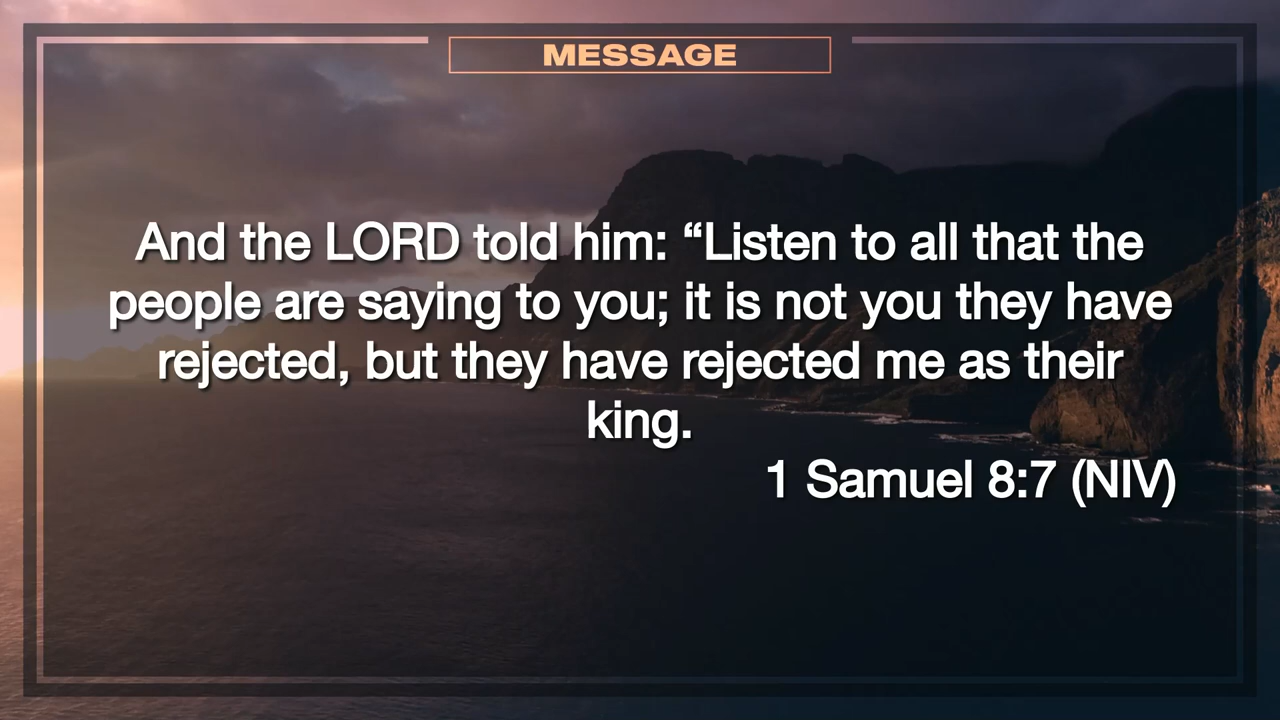 MESSAGE
And the LORD told him: “Listen to all that the
people are saying to you; it is not you they have
rejected, but they have rejected me as their
king.
1 Samuel 8:7 (NIV)